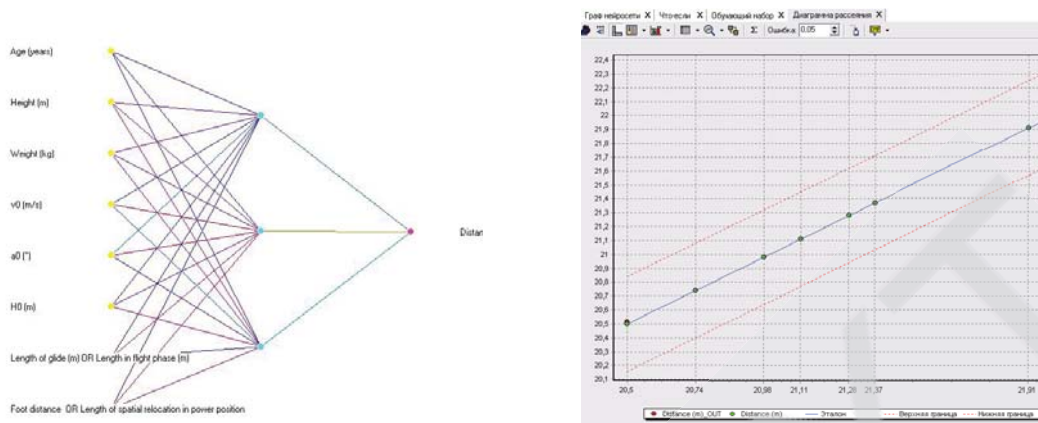 Age (years)
Height (m)
Weight (kg)
v0 (m/s)
a0 (°)
H0 (m)
Length of glide (m) OR Length in flight phase (m)
Foot distance OR Length of spatial relocation in power position
Distan
Граф нейросети X Что-если X Обучающий набор X Диаграмма рассеяния X
Σ Ошибка 0,05
22,4
22,3
22,2
22,1
22
21,9
21,8
21,7
21,6
21,5
21,4
21,3
21,2
21,1
21
20,9
20,8
20,7
20,6
20,5
20,4
20,3
20,2
20,1
20,5 20,74 20,98 21,11 21,28 21,37 21,91
Distance (m)_OUT Distance (m) Эталон Верхняя граница Нижняя граница